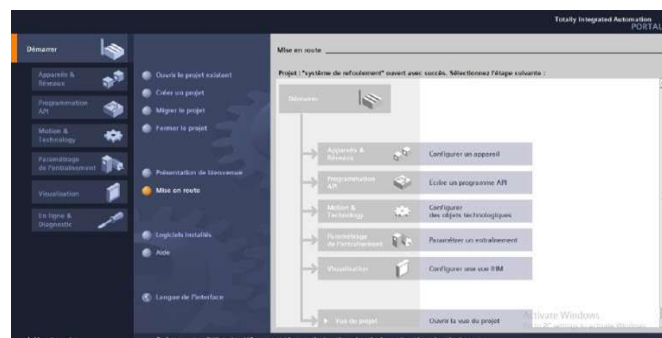 Totally Integrated Automation
PORTAL
Démarrer
Appareils &
Réseaux
Programmation
API
Motion &
Technology
Paramétrage
de l'entraînement
Visualisation
En ligne &
Diagnostic
Ouvrir le projet existant
Créer un projet
Migrer le projet
Fermer le projet
Présentation de bienvenue
Mise en route
Logiciels installés
Aide
Langue de l'interface
Mise en route
Projet : "système de refoulement" ouvert avec succès. Sélectionnez l'étape suivante :
Démarrer
Appareils &
Réseaux
Configurer un appareil
Programmation
API
Ecrire un programme API
Motion &
Technology
Configurer
des objets technologiques
Paramétrage
de l'entraînement
Paramétrer un entraînement
Visualisation
Configurer une vue IHM
Vue du projet
Ouvrir la vue du projet
Activate Windows